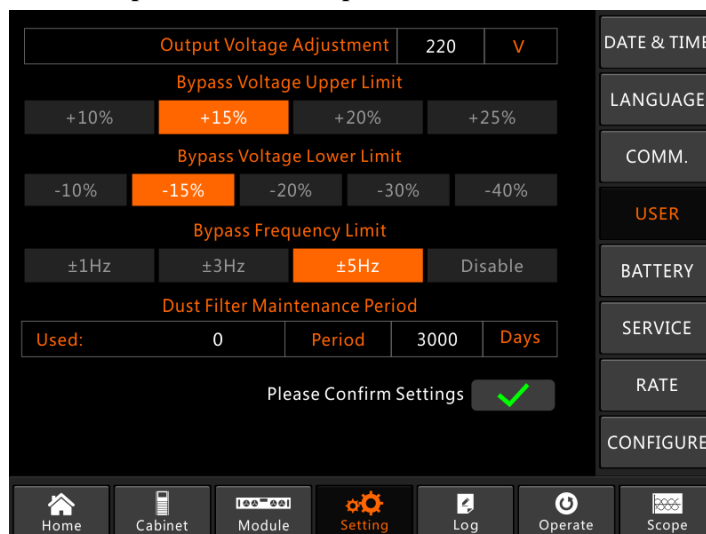 Output Voltage Adjustment 220 V
Bypass Voltage Upper Limit
+10% +15% +20% +25%
Bypass Voltage Lower Limit
-10% -15% -20% -30% -40%
Bypass Frequency Limit
±1Hz ±3Hz ±5Hz Disable
Dust Filter Maintenance Period
Used: 0 Period 3000 Days
Please Confirm Settings
DATE & TIME
LANGUAGE
COMM.
USER
BATTERY
SERVICE
RATE
CONFIGURE
Home Cabinet Module Setting Log Operate Scope